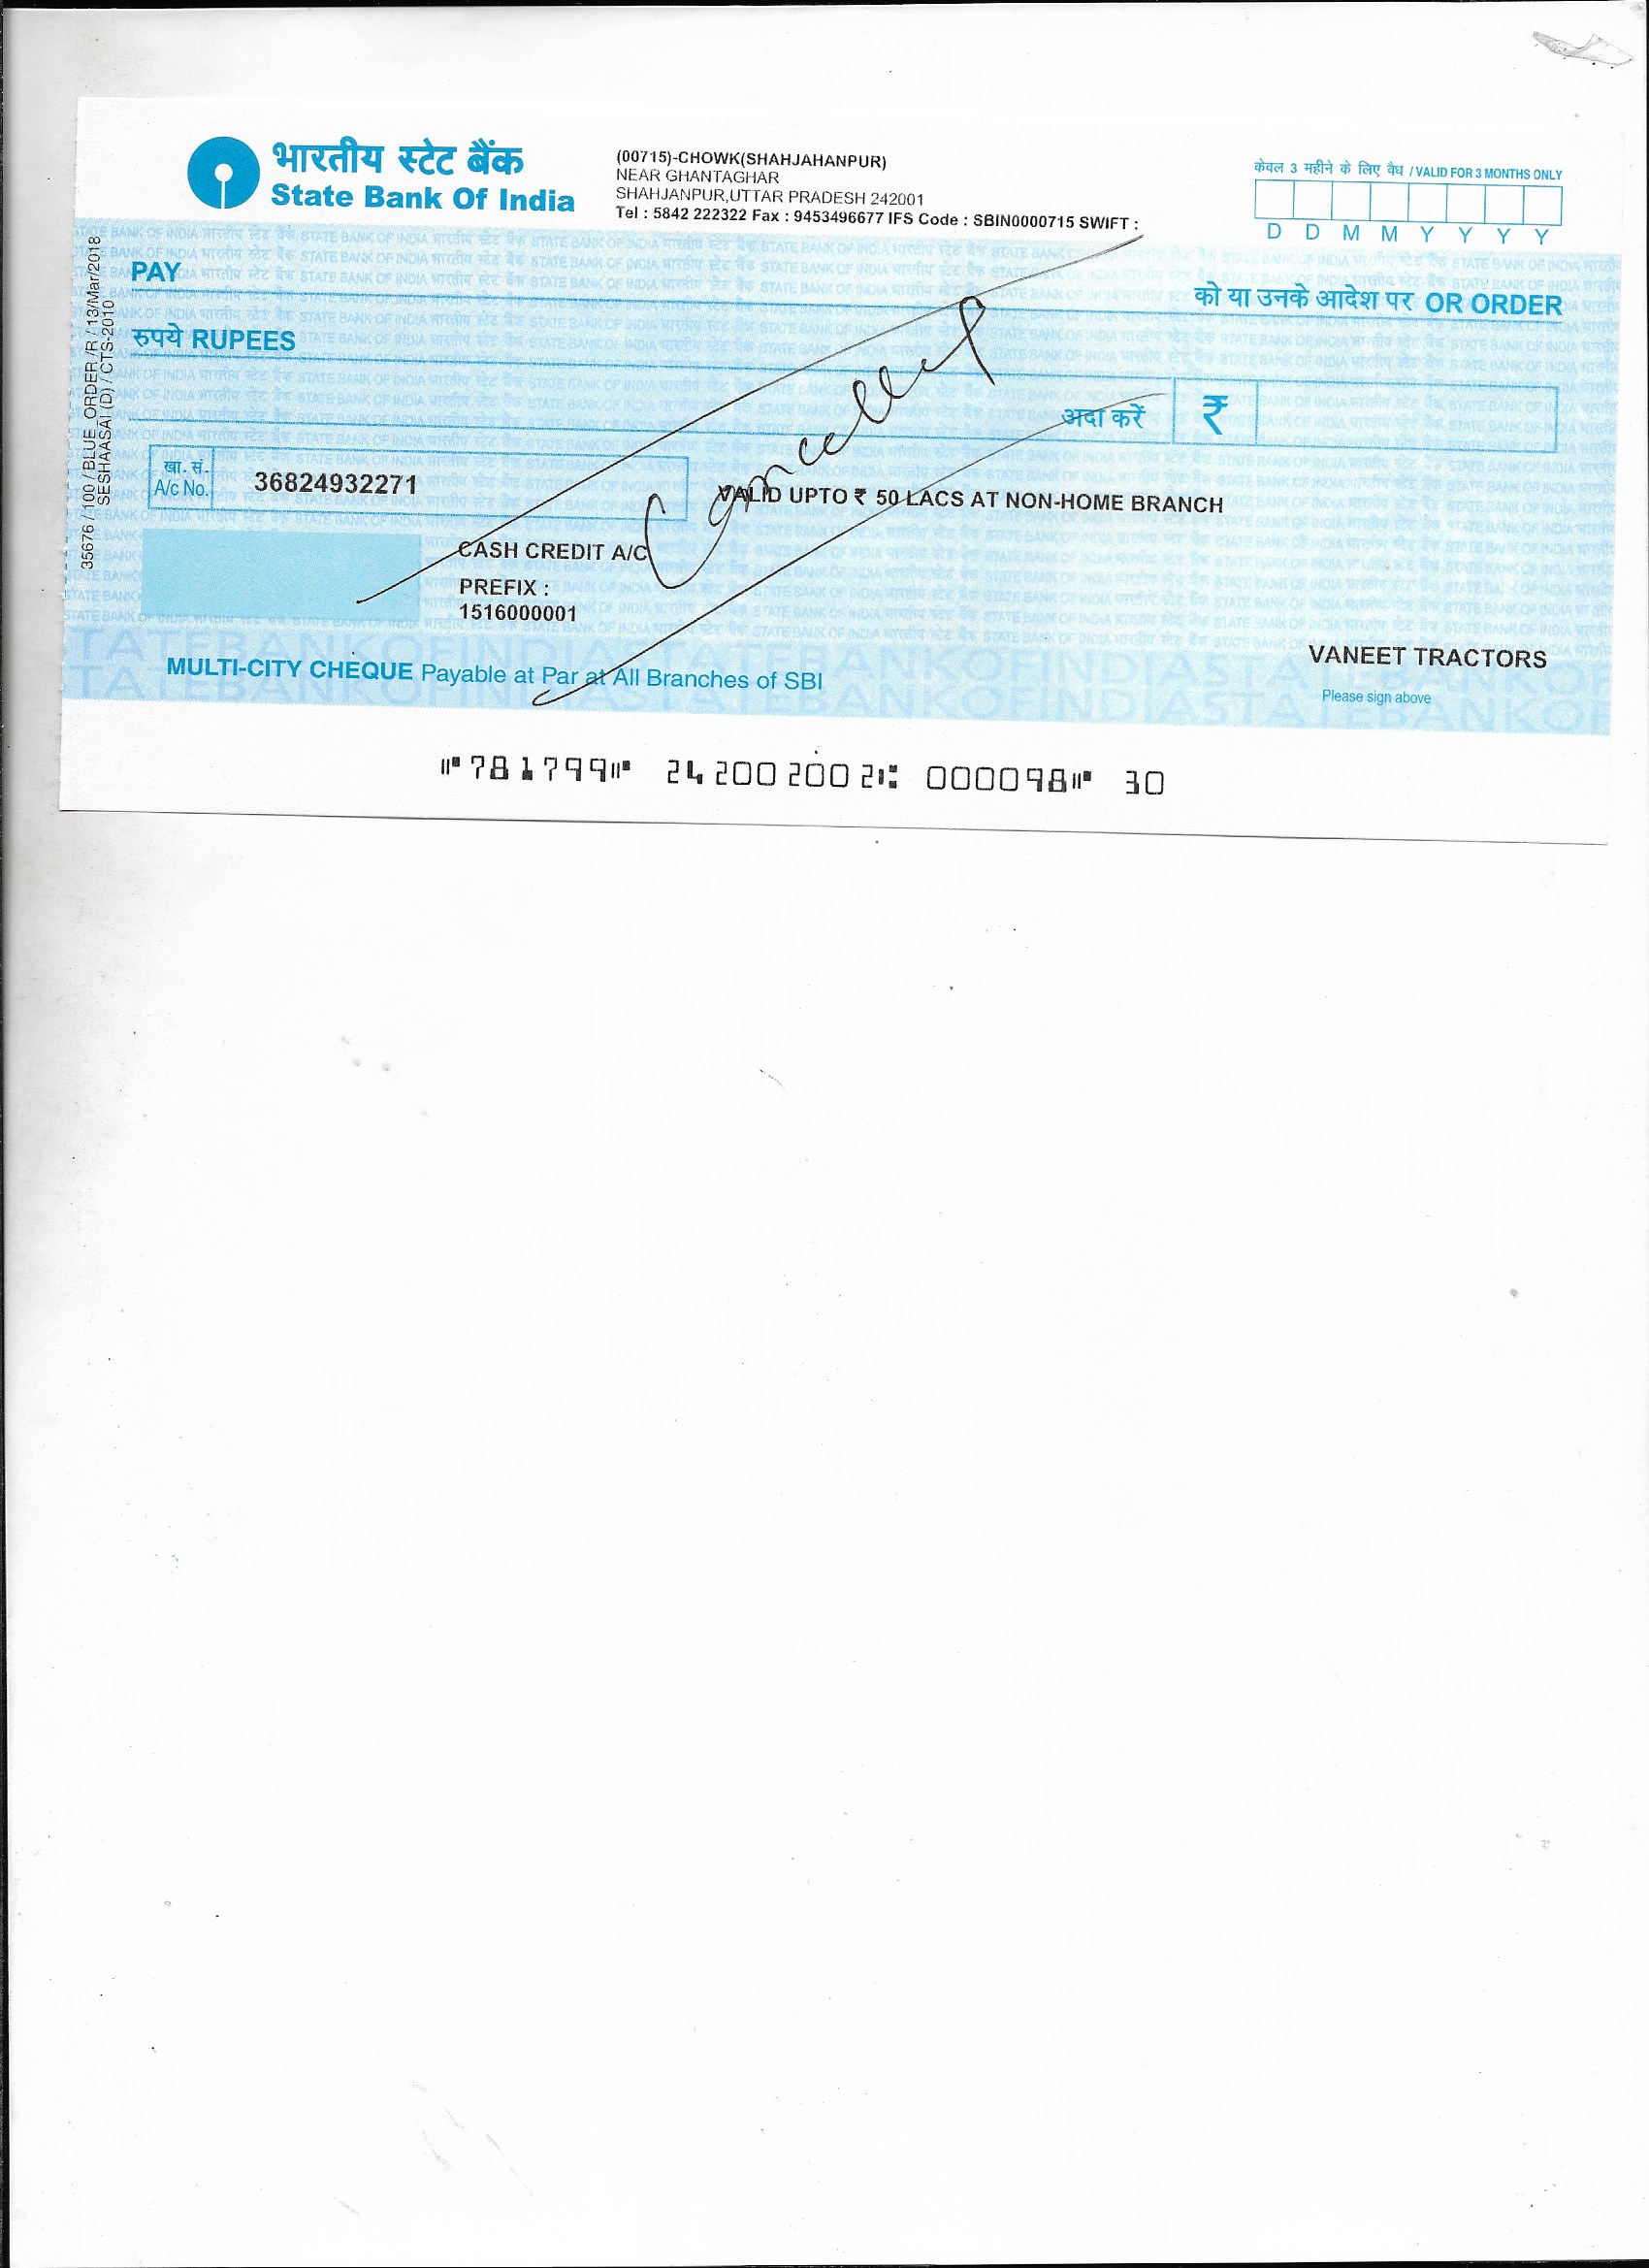 भारतीय स्टेट बैंक
State Bank Of India
(00715)-CHOWK(SHAHJAHANPUR)
NEAR GHANTAGHAR
SHAHJANPUR,UTTAR PRADESH 242001
Tel : 5842 222322 Fax : 9453496677 IFS Code : SBIN0000715 SWIFT :
केवल 3 महीने के लिए वैध / VALID FOR 3 MONTHS ONLY
D D M M Y Y Y Y
PAY
को या उनके आदेश पर OR ORDER
रुपये RUPEES
अदा करें ₹
Cancelled
खा. सं.
A/c No. 36824932271
VALID UPTO ₹ 50 LACS AT NON-HOME BRANCH
CASH CREDIT A/C
PREFIX :
1516000001
VANEET TRACTORS
Please sign above
MULTI-CITY CHEQUE Payable at Par at All Branches of SBI
⑈781799⑈ 242002002⑆ 000098⑈ 30
35676 / 100 / BLUE_ORDER /R / 13/Mar/2018
SESHAASAI (D) / CTS-2010